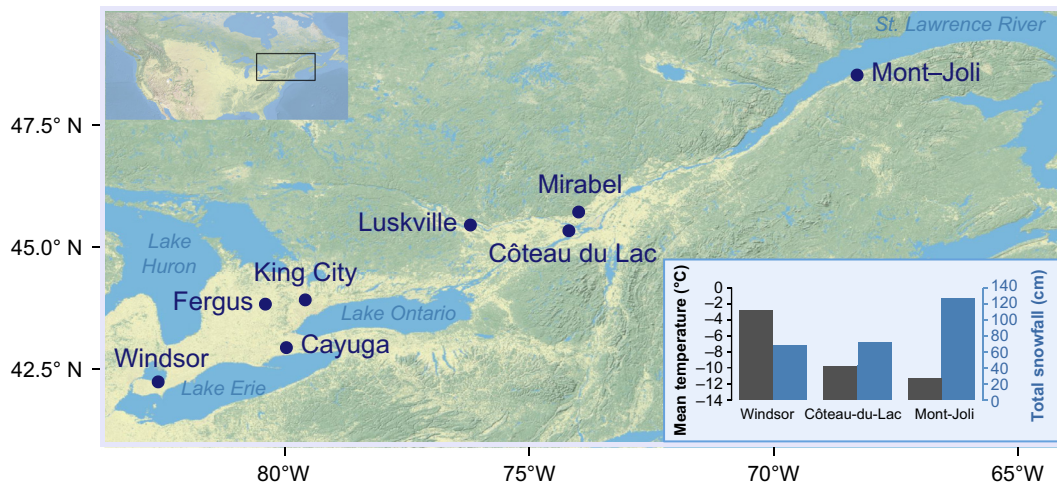 St. Lawrence River
Mont–Joli
47.5° N
Mirabel
Luskville
45.0° N
Côteau du Lac
Lake
Huron
King City
Fergus
Lake Ontario
Cayuga
Windsor
42.5° N
Lake Erie
Mean temperature (°C)
0
–2
–4
–6
–8
–10
–12
–14
140
120
100
80
60
40
20
0
Total snowfall (cm)
Windsor
Côteau-du-Lac
Mont-Joli
80°W
75°W
70°W
65°W